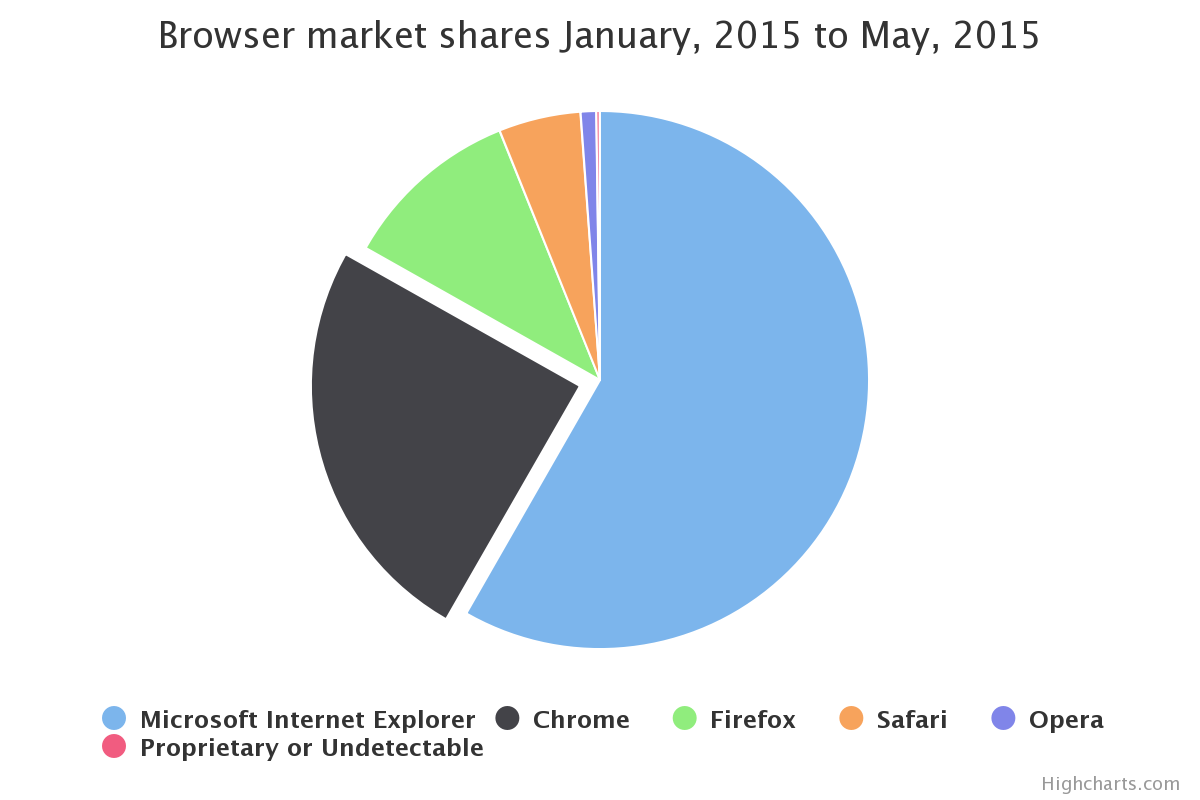 Browser market shares January, 2015 to May, 2015
Microsoft Internet Explorer Chrome Firefox Safari Opera
Proprietary or Undetectable
Highcharts.com